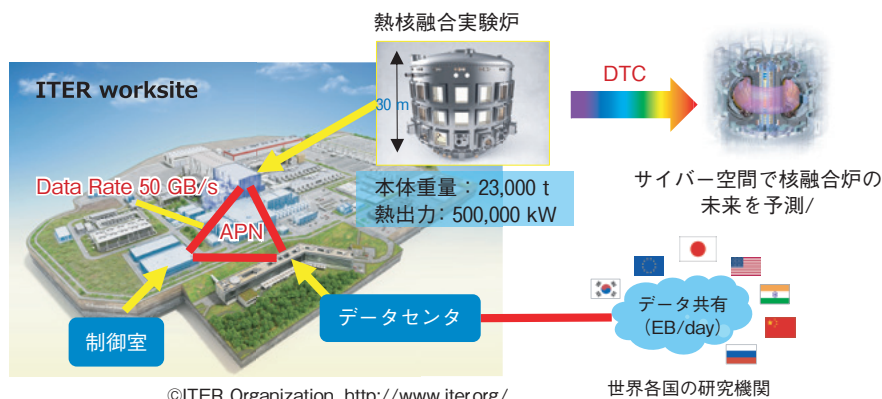 熱核融合実験炉
ITER worksite
30 m
DTC
Data Rate 50 GB/s
APN
本体重量：23,000 t
熱出力：500,000 kW
サイバー空間で核融合炉の
未来を予測/
制御室
データセンタ
データ共有
（EB/day）
世界各国の研究機関
©ITER Organization, http://www.iter.org/